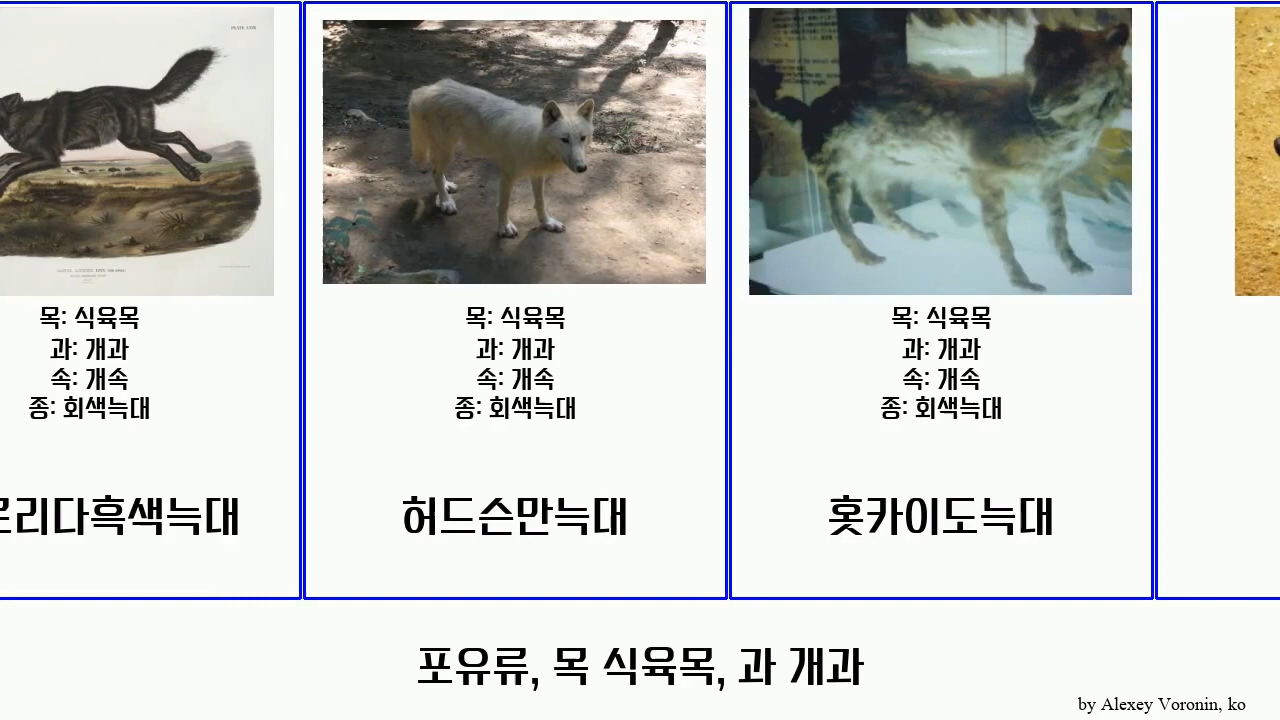 목: 식육목
과: 개과
속: 개속
종: 회색늑대
로리다흑색늑대
목: 식육목
과: 개과
속: 개속
종: 회색늑대
허드슨만늑대
목: 식육목
과: 개과
속: 개속
종: 회색늑대
홋카이도늑대
포유류, 목 식육목, 과 개과
by Alexey Voronin, ko